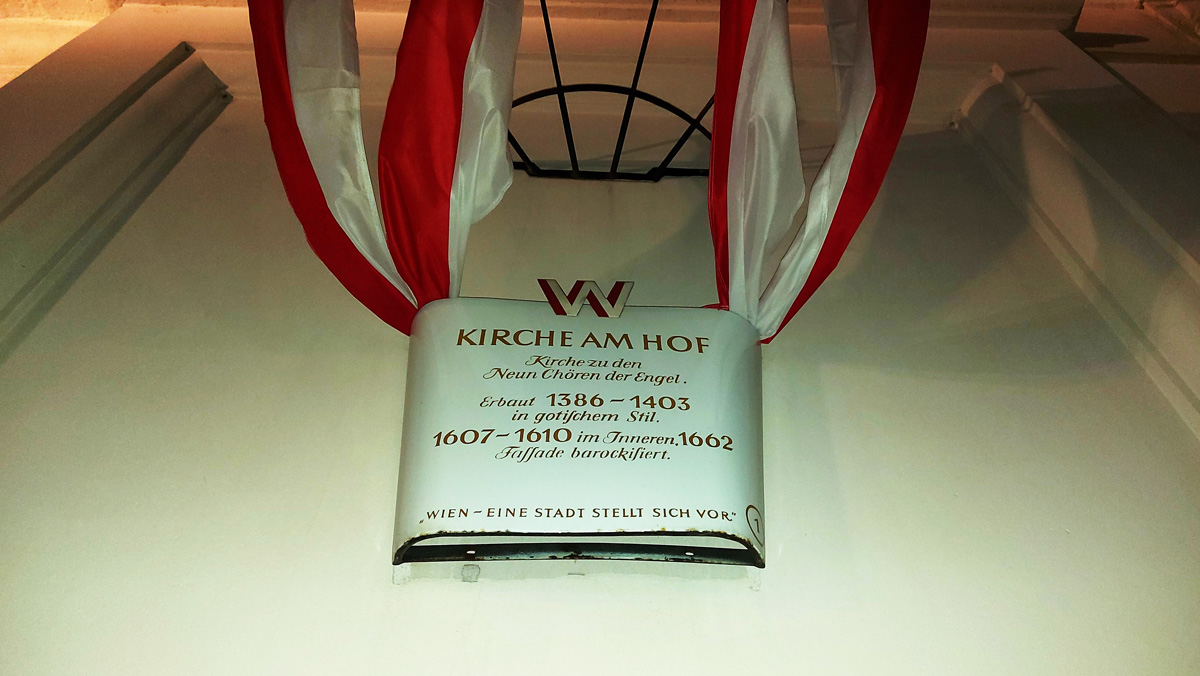 W
KIRCHE AM HOF
Kirche zu den
Neun Chören der Engel.
Erbaut 1386–1403
in gotiſchem Stil.
1607–1610 im Inneren. 1662
Faſſade barockiſiert.
„WIEN – EINE STADT STELLT SICH VOR“
1